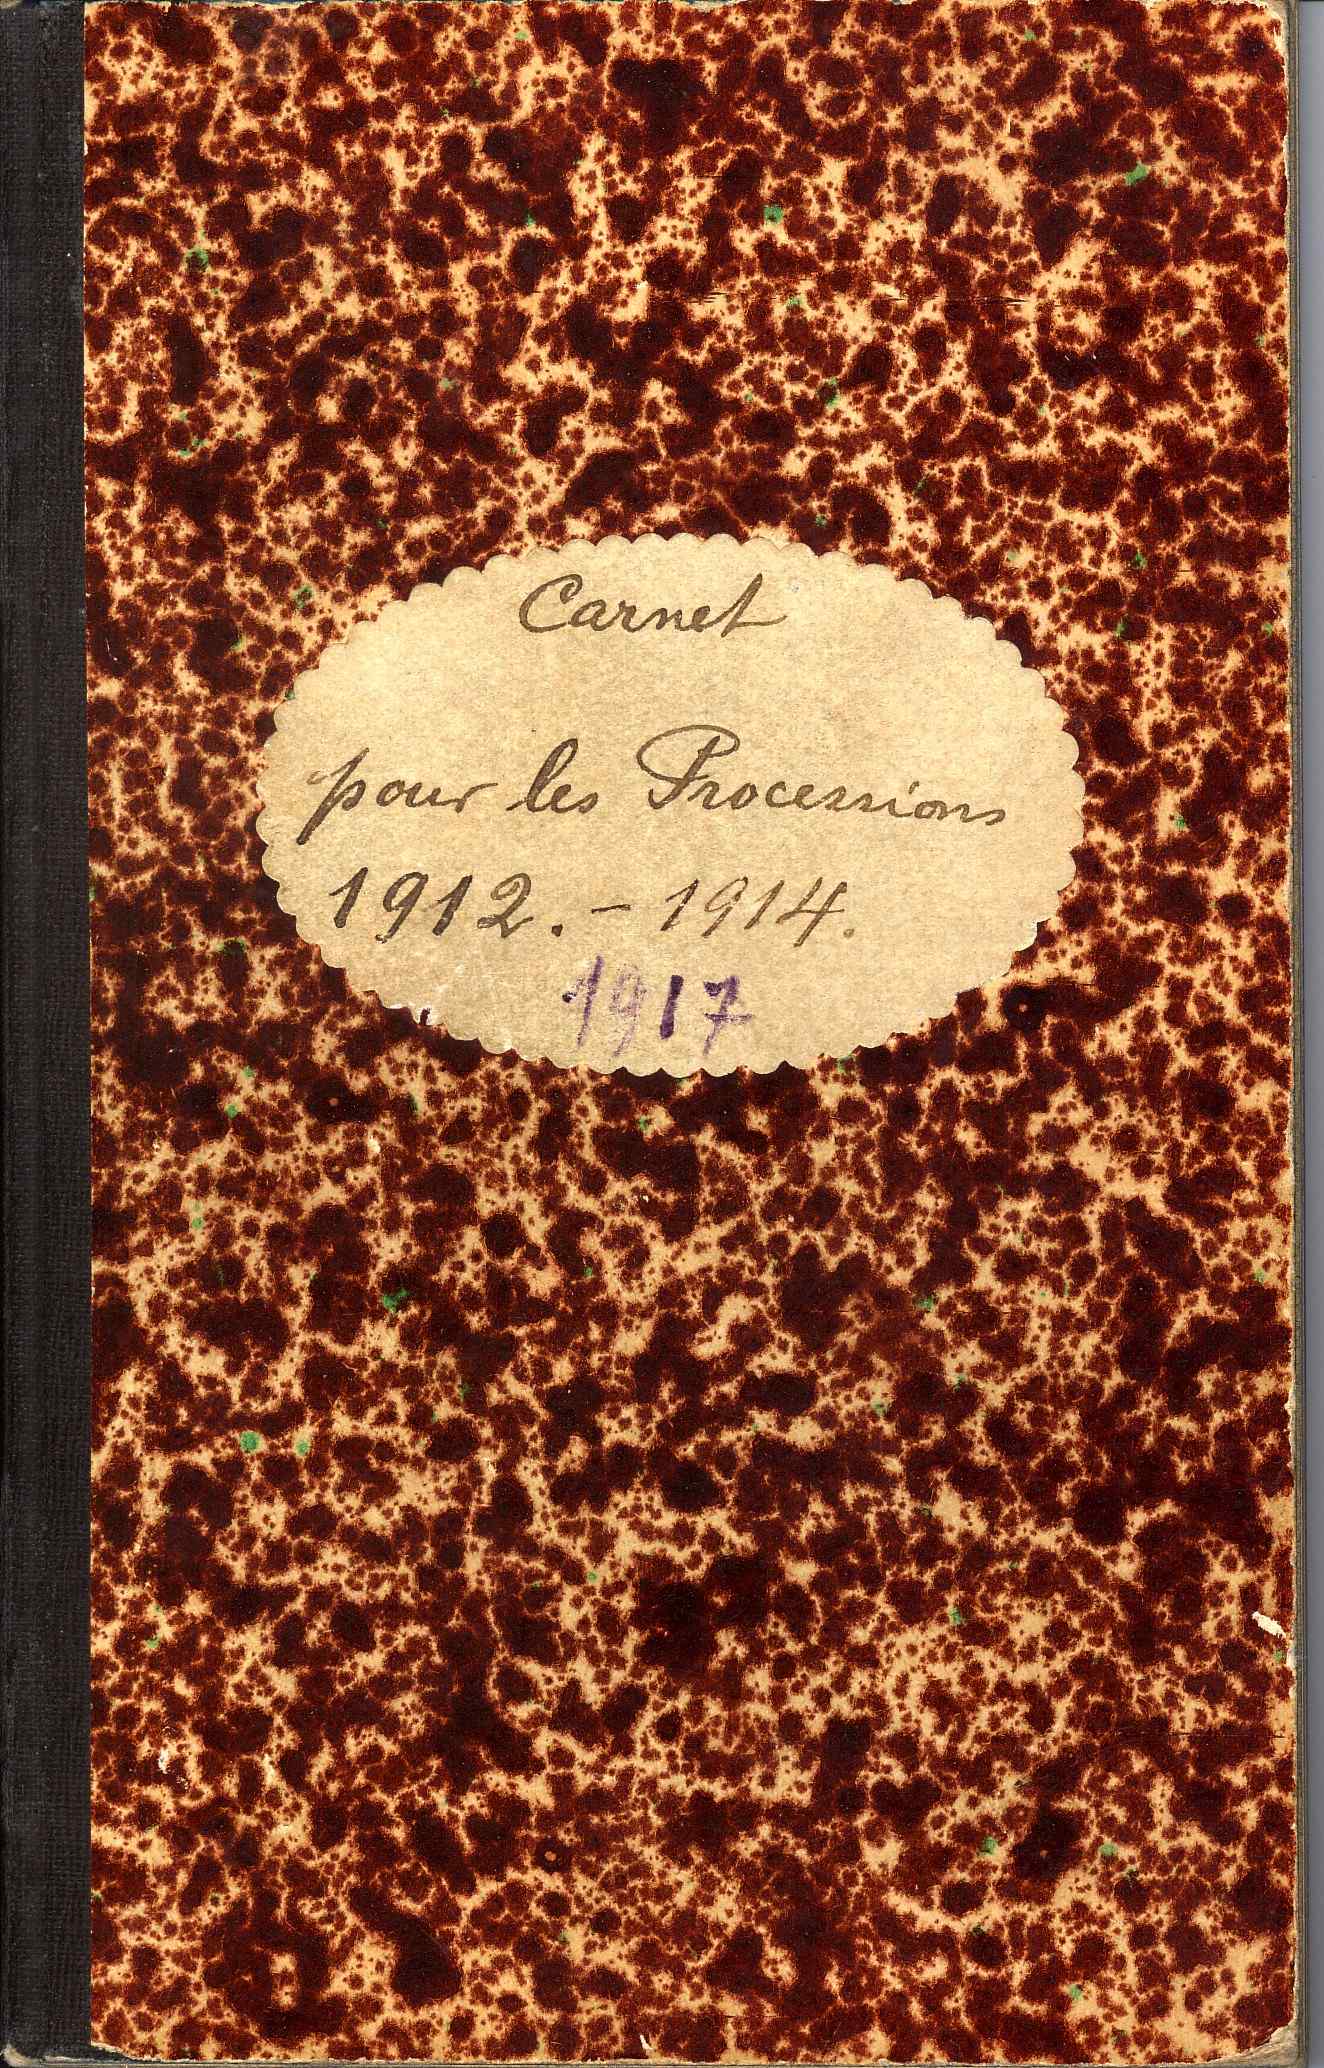 Carnet
pour les Processions
1912. - 1914.
1917